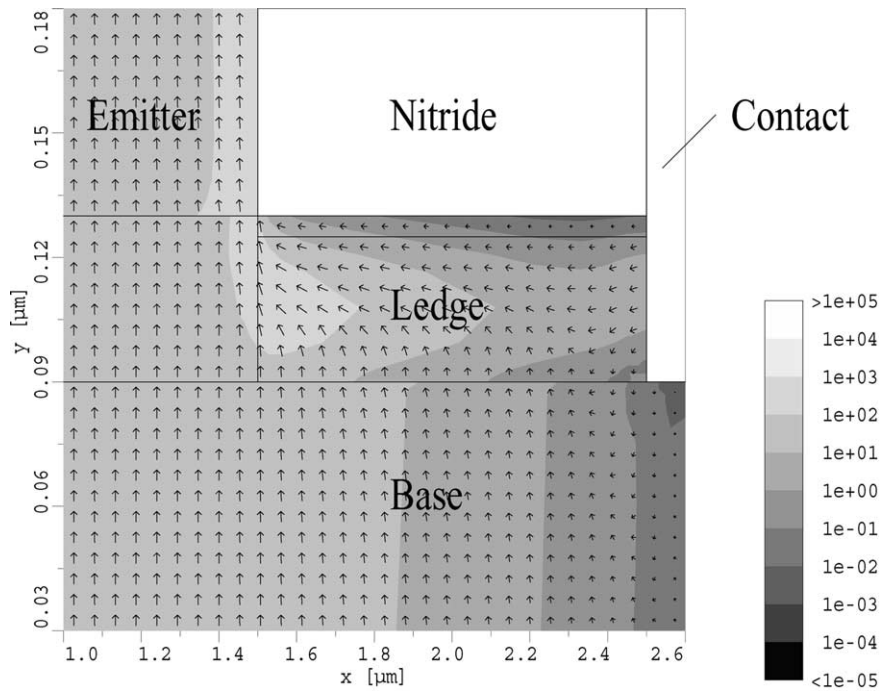 0.18
Emitter
Nitride
Contact
0.15
0.12
Ledge
y [µm]
0.09
Base
0.06
0.03
1.0 1.2 1.4 1.6 1.8 2.0 2.2 2.4 2.6
x [µm]
>1e+05
1e+04
1e+03
1e+02
1e+01
1e+00
1e-01
1e-02
1e-03
1e-04
<1e-05